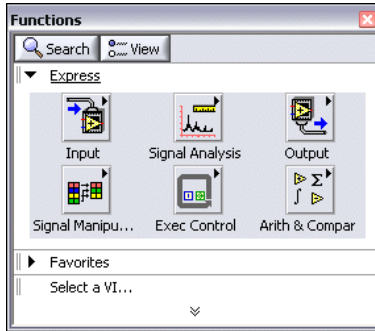 Functions
Search View
Express
Input Signal Analysis Output
Signal Manipu... Exec Control Arith & Compar
Favorites
Select a VI...